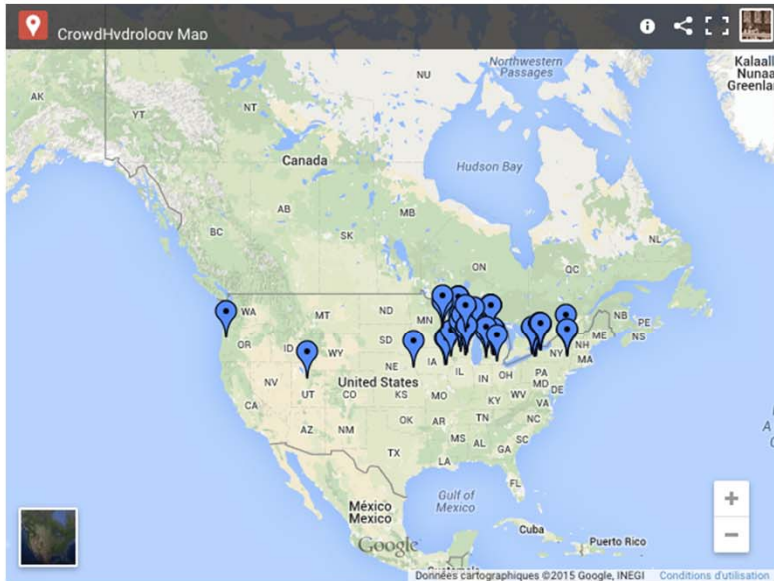 CrowdHydrology Map
Northwestern
Passages
Kalaall
Nunaa
Greenla
NU
AK
YT
NT
Canada
Hudson Bay
BC
AB
SK
MB
NL
ON
QC
WA
MT
ND
MN
NB
PE
ME
NS
OR
ID
WY
SD
NH
NY
MA
IA
NE
IL
IN
OH
PA
MD
DE
NV
UT
United States
CO
KS
MO
KY
WV
VA
CA
AZ
NM
OK
AR
TN
NC
MS
AL
SC
GA
TX
LA
FL
México
Mexico
Gulf of
Mexico
Cuba
Puerto Rico
Google
Guatemala
Données cartographiques ©2015 Google, INEGI Conditions d'utilisation